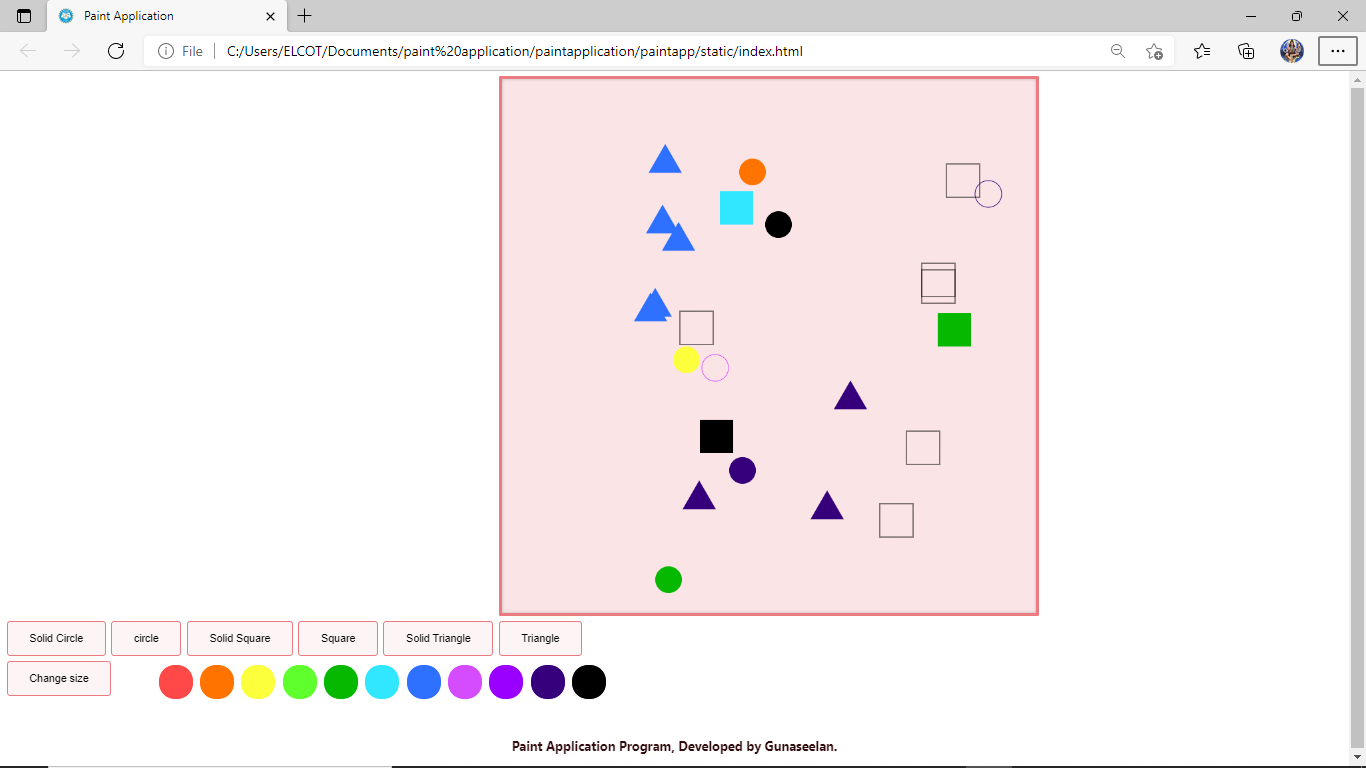 Paint Application
File
C:/Users/ELCOT/Documents/paint%20application/paintapplication/paintapp/static/index.html
Solid Circle
circle
Solid Square
Square
Solid Triangle
Triangle
Change size
Paint Application Program, Developed by Gunaseelan.